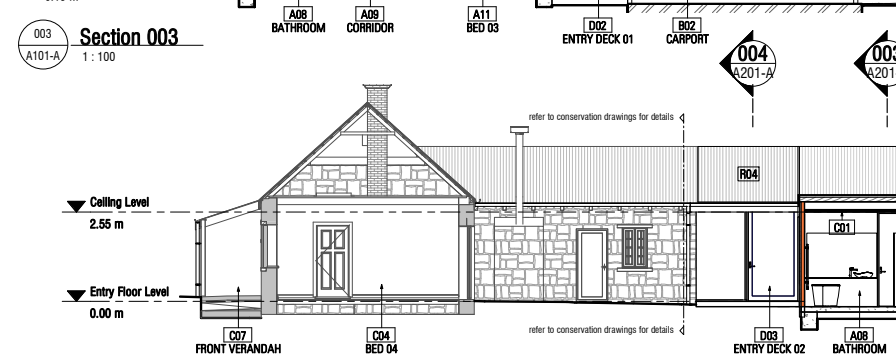 A08
BATHROOM
A09
CORRIDOR
A11
BED 03
D02
ENTRY DECK 01
B02
CARPORT
003
A101-A
Section 003
1 : 100
004
A201-A
003
A201
refer to conservation drawings for details
R04
Ceiling Level
2.55 m
C01
Entry Floor Level
0.00 m
refer to conservation drawings for details
C07
FRONT VERANDAH
C04
BED 04
D03
ENTRY DECK 02
A08
BATHROOM